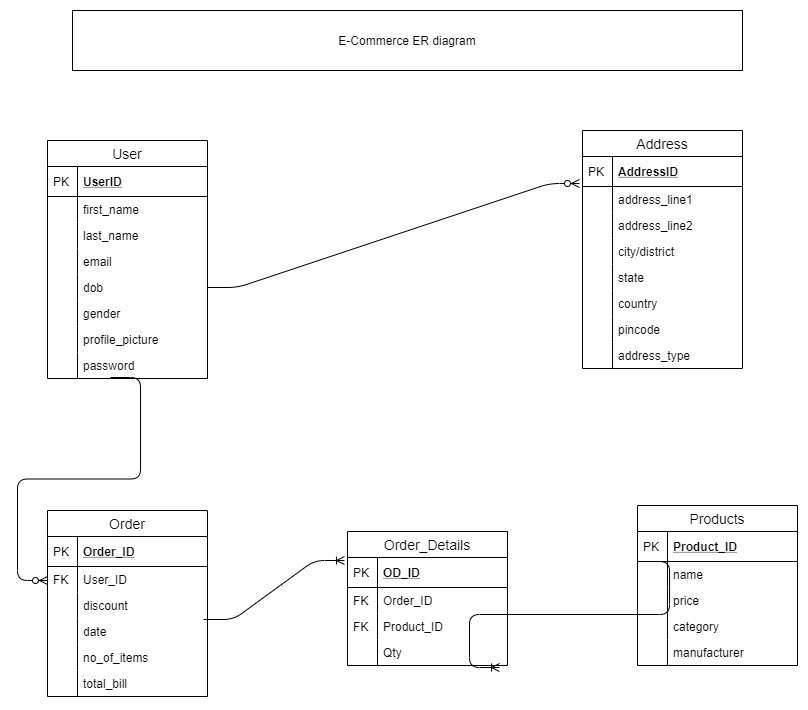 E-Commerce ER diagram
User
PK UserID
first_name
last_name
email
dob
gender
profile_picture
password
Address
PK AddressID
address_line1
address_line2
city/district
state
country
pincode
address_type
Order
PK Order_ID
FK User_ID
discount
date
no_of_items
total_bill
Order_Details
PK OD_ID
FK Order_ID
FK Product_ID
Qty
Products
PK Product_ID
name
price
category
manufacturer